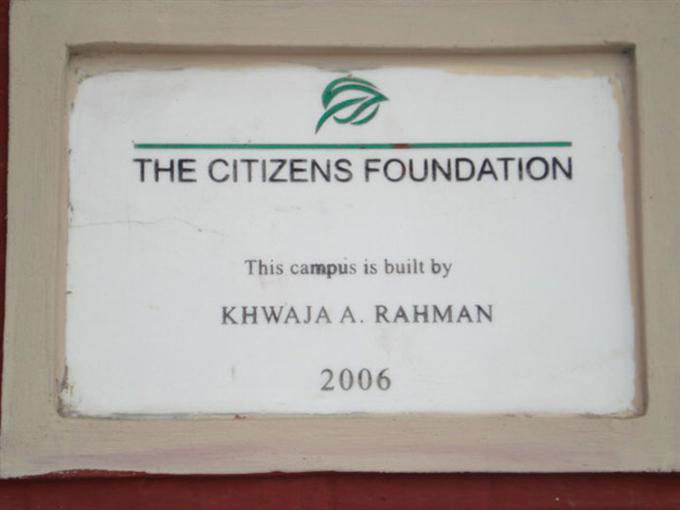 THE CITIZENS FOUNDATION
This campus is built by
KHWAJA A. RAHMAN
2006